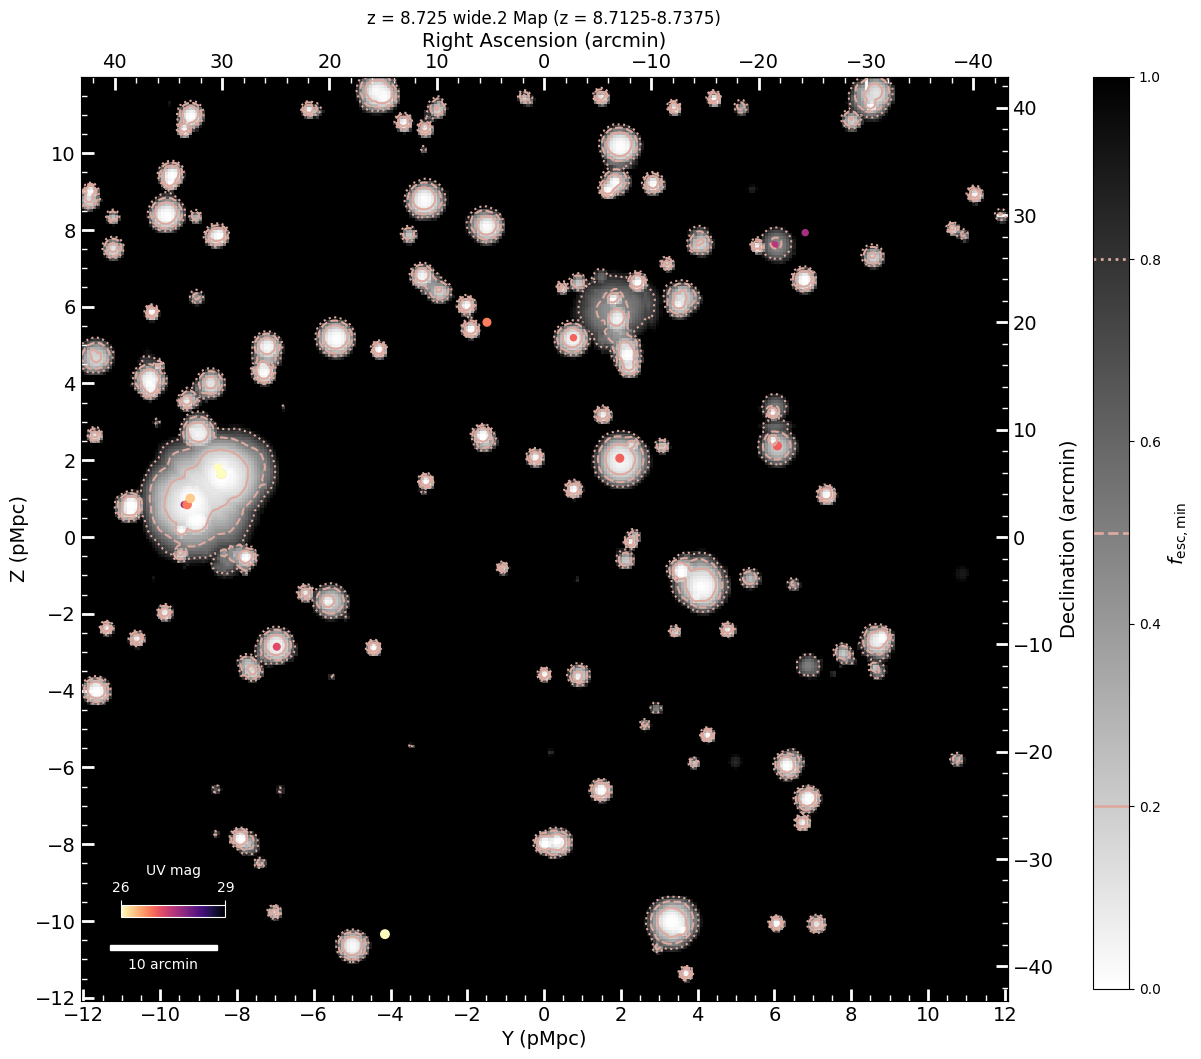 z = 8.725 wide.2 Map (z = 8.7125-8.7375)
Right Ascension (arcmin)
40 30 20 10 0 −10 −20 −30 −40
Z (pMpc)
10
8
6
4
2
0
−2
−4
−6
−8
−10
−12
UV mag
26 29
10 arcmin
−12 −10 −8 −6 −4 −2 0 2 4 6 8 10 12
Y (pMpc)
40
30
20
10
0
−10
−20
−30
−40
Declination (arcmin)
1.0
0.8
0.6
0.4
0.2
0.0
fesc,min